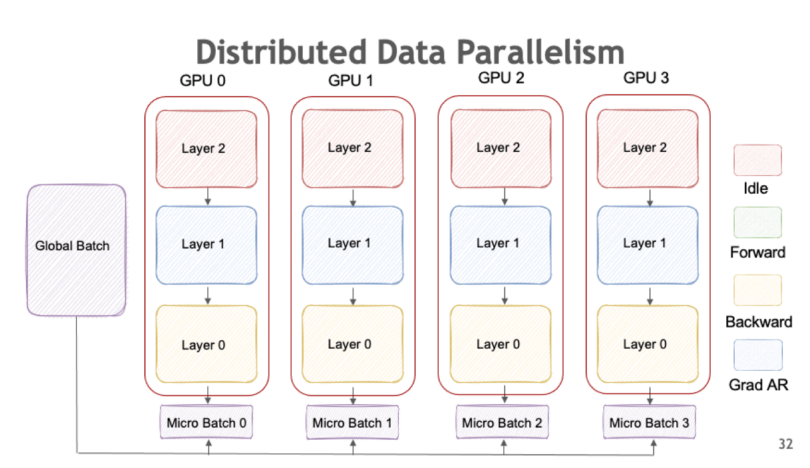 Distributed Data Parallelism
GPU 0
GPU 1
GPU 2
GPU 3
Layer 2
Layer 2
Layer 2
Layer 2
Idle
Global Batch
Layer 1
Layer 1
Layer 1
Layer 1
Forward
Backward
Layer 0
Layer 0
Layer 0
Layer 0
Grad AR
Micro Batch 0
Micro Batch 1
Micro Batch 2
Micro Batch 3
32